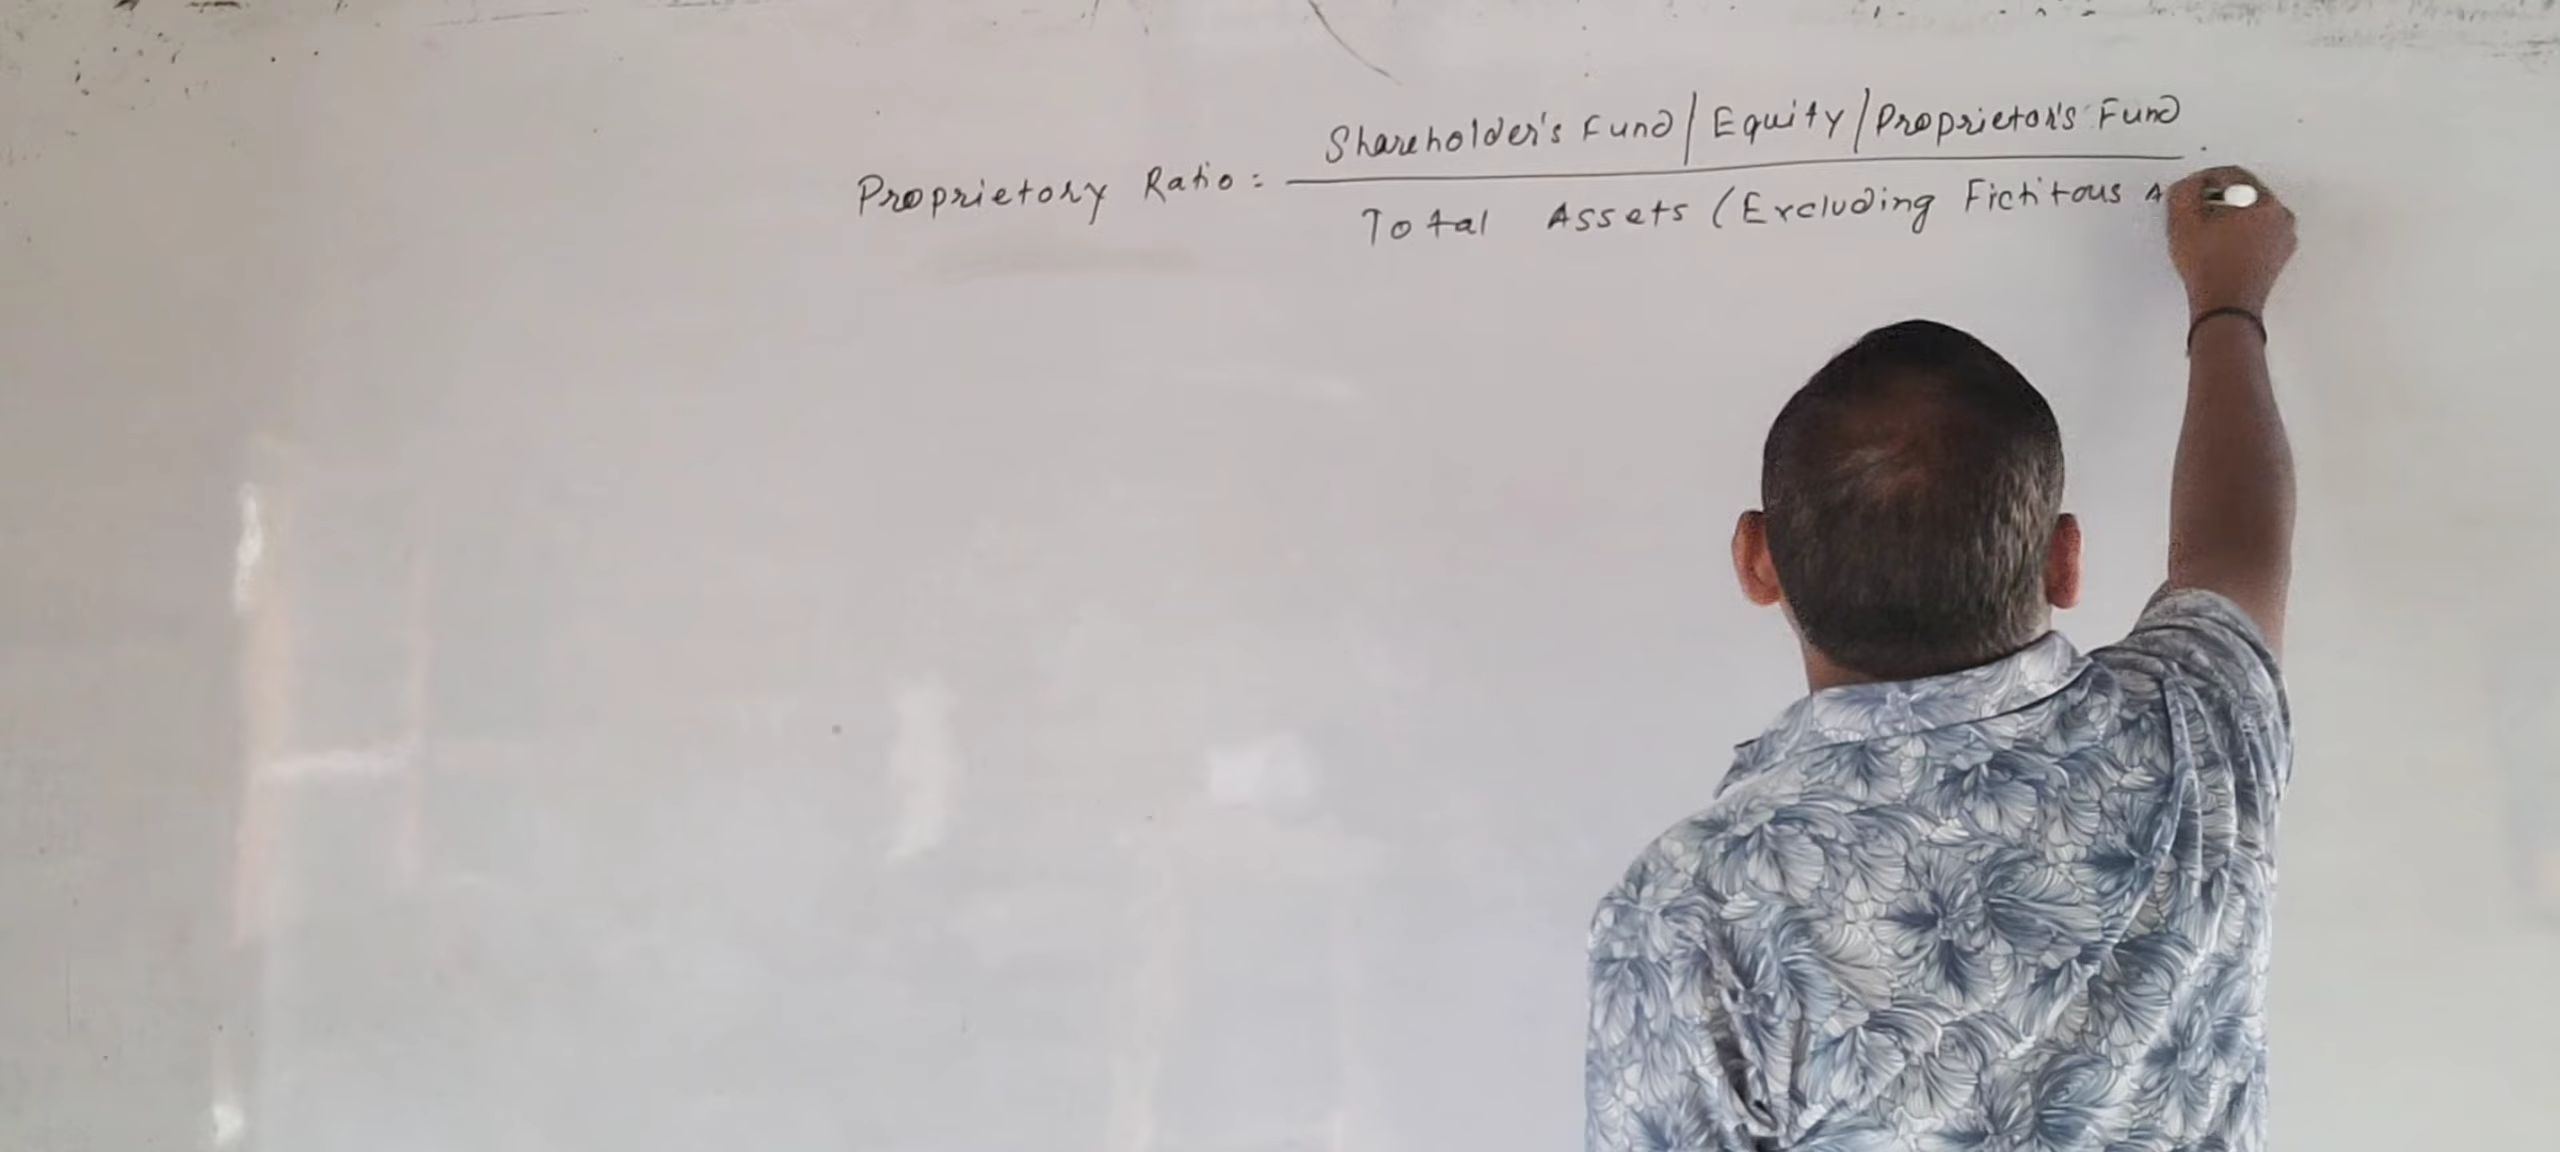 Shareholder's Fund/Equity/Proprietor's Fund
Proprietory Ratio =
Total Assets (Excluding Fictitous A